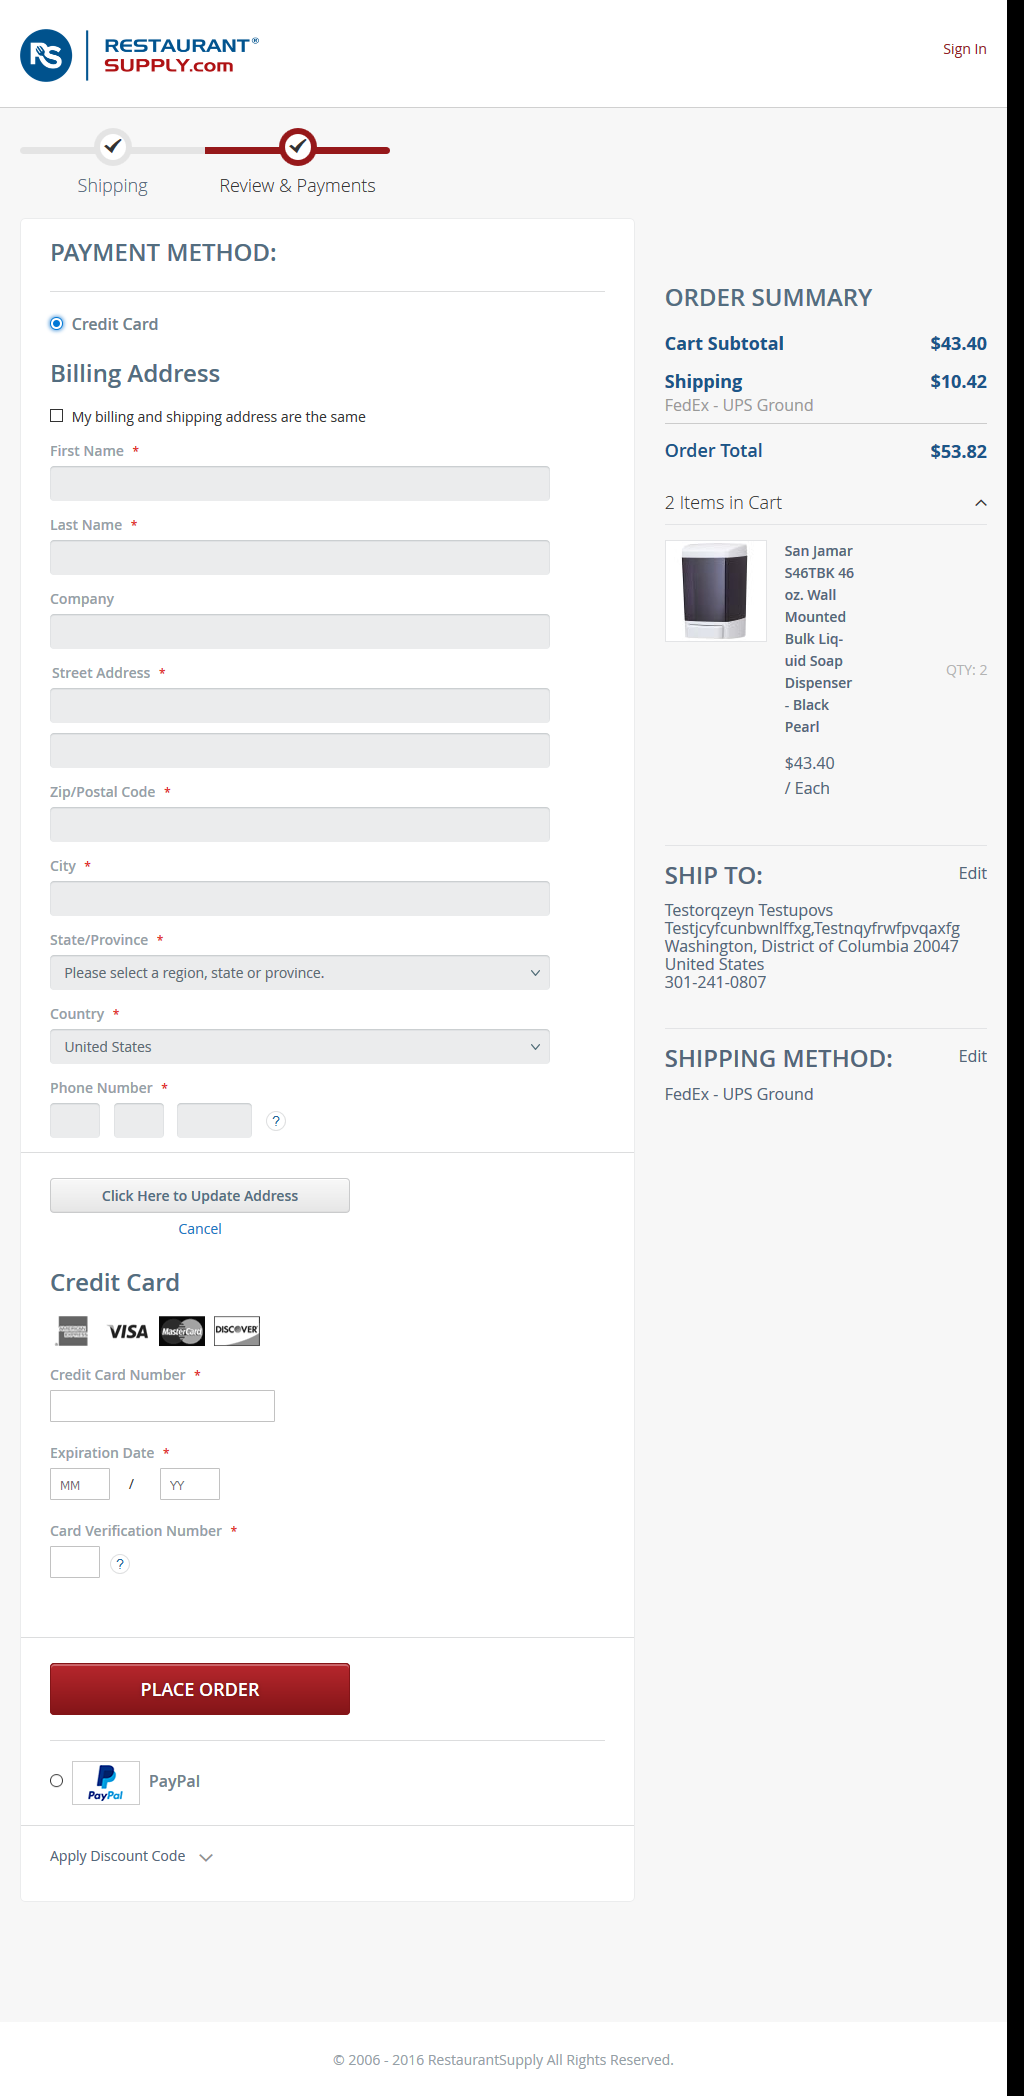 RS
RESTAURANT®
SUPPLY.com
Sign In
Shipping
Review & Payments
PAYMENT METHOD:
Credit Card
Billing Address
My billing and shipping address are the same
First Name *
Last Name *
Company
Street Address *
Zip/Postal Code *
City *
State/Province *
Please select a region, state or province.
Country *
United States
Phone Number *
?
Click Here to Update Address
Cancel
Credit Card
AMERICAN EXPRESS
VISA
MasterCard
DISCOVER
Credit Card Number *
Expiration Date *
MM / YY
Card Verification Number *
?
PLACE ORDER
PayPal
PayPal
Apply Discount Code
ORDER SUMMARY
Cart Subtotal $43.40
Shipping $10.42
FedEx - UPS Ground
Order Total $53.82
2 Items in Cart
San Jamar
S46TBK 46
oz. Wall
Mounted
Bulk Liq-
uid Soap
Dispenser
- Black
Pearl
QTY: 2
$43.40
/ Each
SHIP TO: Edit
Testorqzeyn Testupovs
Testjcyfcunbwnlffxg,Testnqyfrwfpvqaxfg
Washington, District of Columbia 20047
United States
301-241-0807
SHIPPING METHOD: Edit
FedEx - UPS Ground
© 2006 - 2016 RestaurantSupply All Rights Reserved.